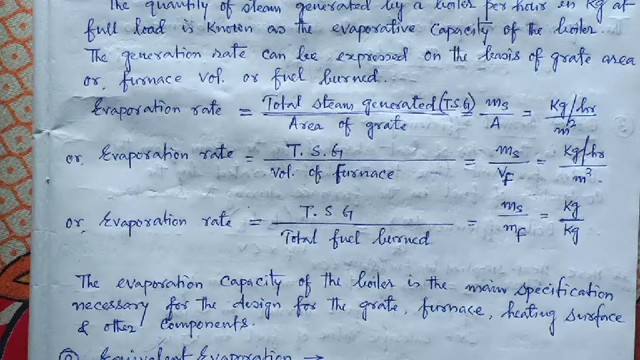 The quantity of steam generated by a boiler per hour in Kg at
full load is known as the evaporative capacity of the boiler.
The generation rate can be expressed on the basis of grate area
or furnace vol. or fuel burned.
Evaporation rate = Total steam generated (T.S.G) / Area of grate = ms / A = Kg/hr / m²
or, Evaporation rate = T.S.G / Vol. of furnace = ms / VF = Kg/hr / m³
or, Evaporation rate = T.S.G / Total fuel burned = ms / mF = Kg / Kg
The evaporation capacity of the boiler is the main specification
necessary for the design for the grate, furnace, heating surface
& other components.
Equivalent Evaporation →